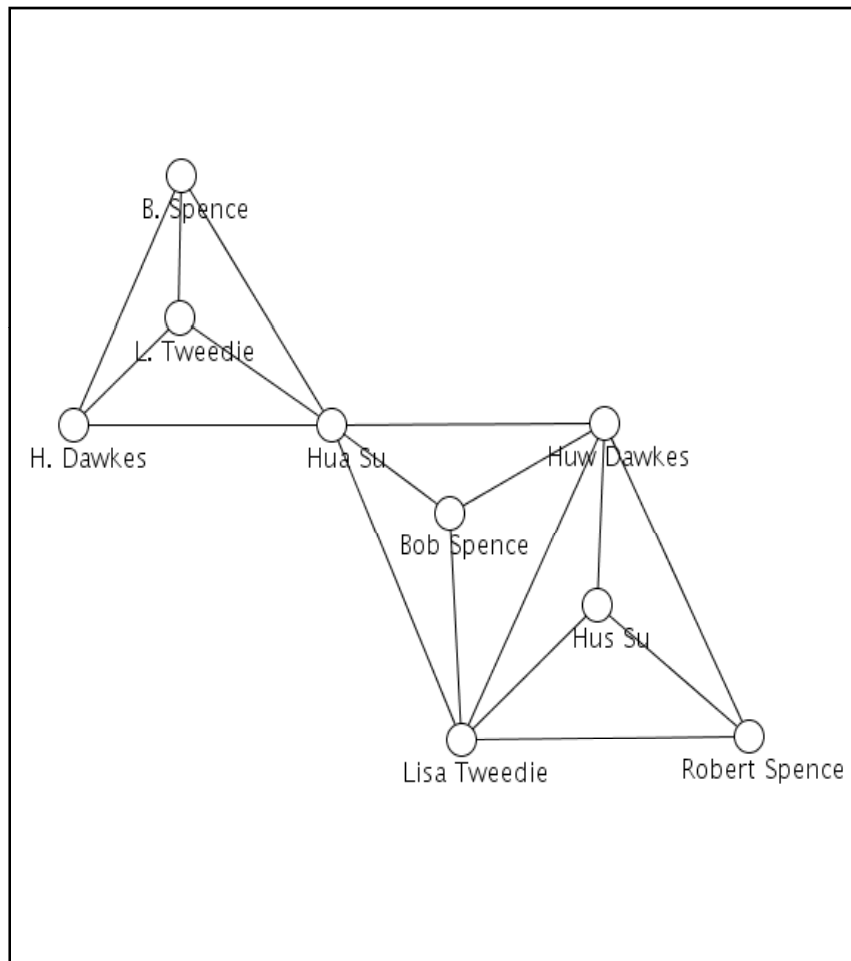 B. Spence
L. Tweedie
H. Dawkes
Hua Su
Huw Dawkes
Bob Spence
Hus Su
Lisa Tweedie
Robert Spence